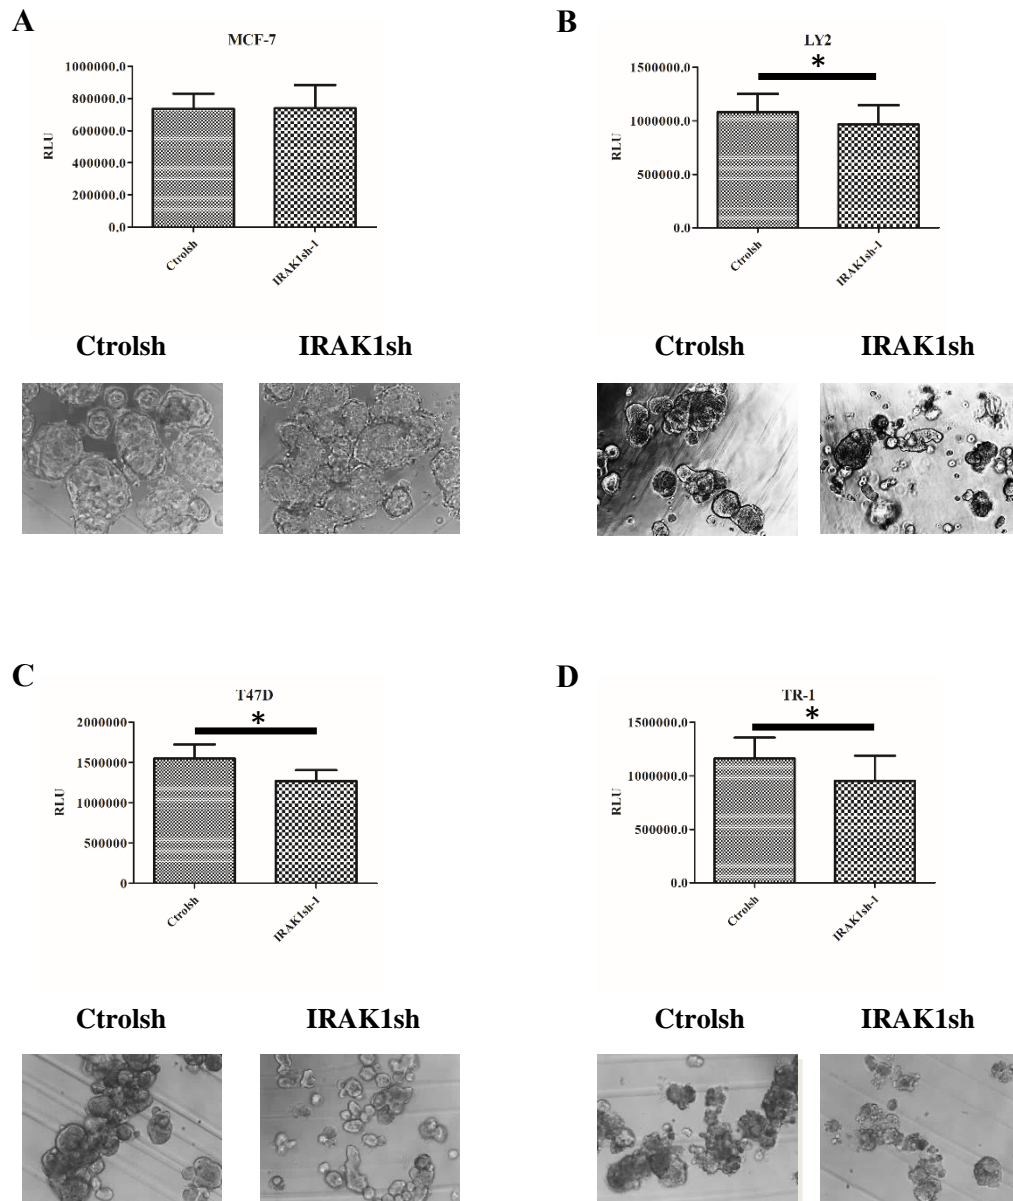 A
MCF-7
1000000.0
800000.0
600000.0
400000.0
200000.0
0.0
RLU
Ctrolsh
IRAK1sh-1
Ctrolsh IRAK1sh
B
LY2
*
1500000.0
1000000.0
500000.0
0.0
RLU
Ctrolsh
IRAK1sh-1
Ctrolsh IRAK1sh
C
T47D
*
2000000
1500000
1000000
500000
0
RLU
Ctrolsh
IRAK1sh-1
Ctrolsh IRAK1sh
D
TR-1
*
1500000.0
1000000.0
500000.0
0.0
RLU
Ctrolsh
IRAK1sh-1
Ctrolsh IRAK1sh